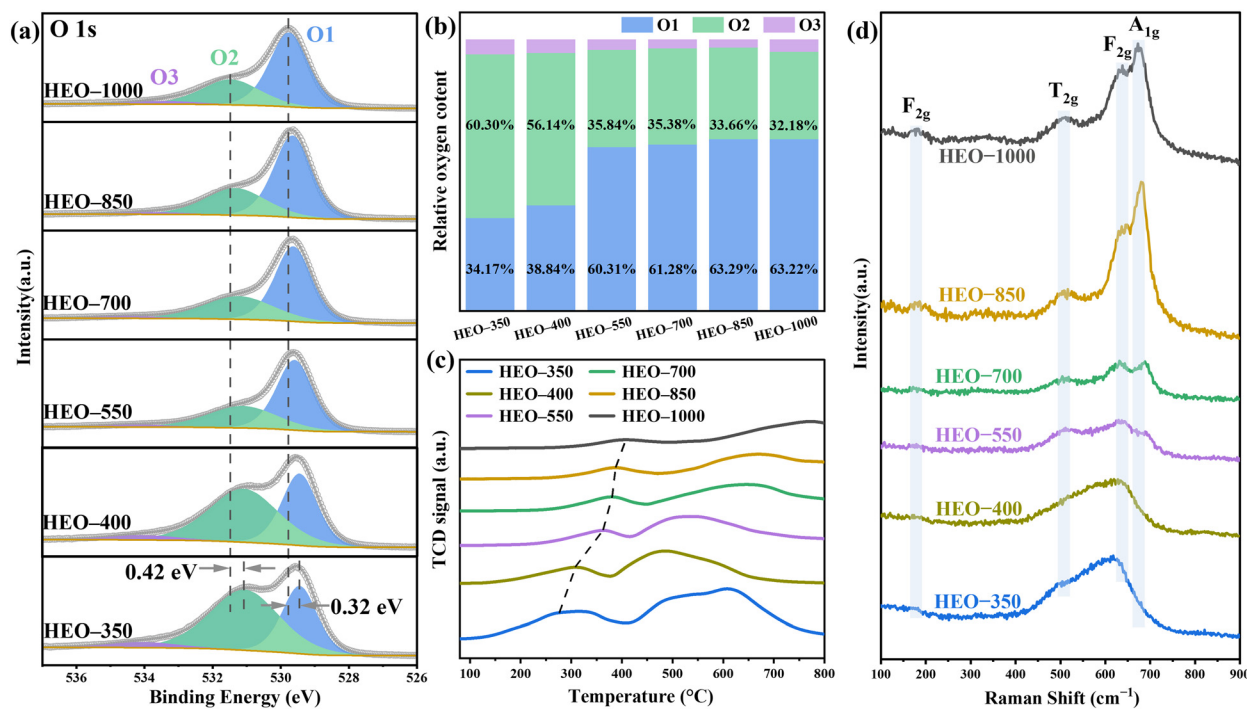 (a)
O 1s
O1
O2
O3
HEO–1000
HEO–850
HEO–700
HEO–550
HEO–400
0.42 eV
0.32 eV
HEO–350
536 534 532 530 528 526
Binding Energy (eV)
Intensity(a.u.)
(b)
O1 O2 O3
60.30% 56.14% 35.84% 35.38% 33.66% 32.18%
34.17% 38.84% 60.31% 61.28% 63.29% 63.22%
HEO–350 HEO–400 HEO–550 HEO–700 HEO–850 HEO–1000
Relative oxygen cotent
(c)
HEO–350 HEO–700
HEO–400 HEO–850
HEO–550 HEO–1000
TCD signal (a.u.)
100 200 300 400 500 600 700 800
Temperature (°C)
(d)
A1g
F2g
T2g
F2g
HEO–1000
HEO–850
HEO–700
HEO–550
HEO–400
HEO–350
Intensity(a.u.)
100 200 300 400 500 600 700 800 900
Raman Shift (cm⁻¹)